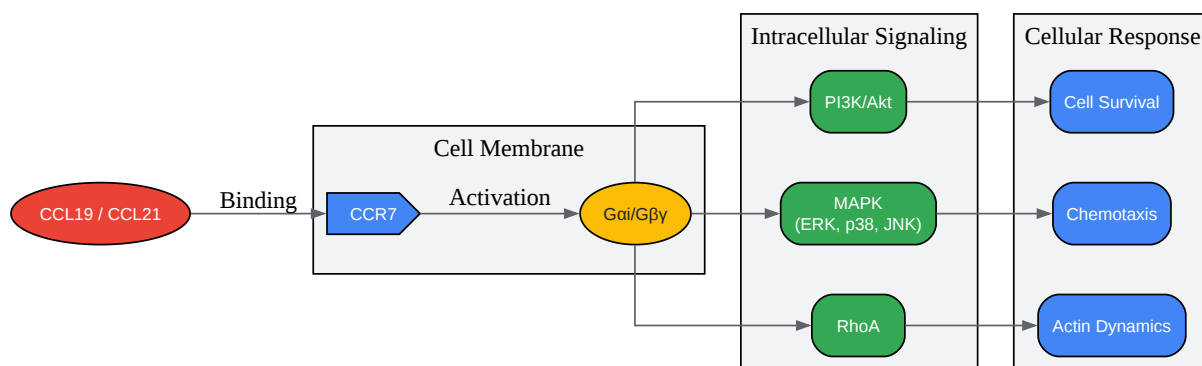 Intracellular Signaling
Cellular Response
PI3K/Akt
Cell Survival
Cell Membrane
CCL19 / CCL21
Binding
CCR7
Activation
Gαi/Gβγ
MAPK
(ERK, p38, JNK)
Chemotaxis
RhoA
Actin Dynamics